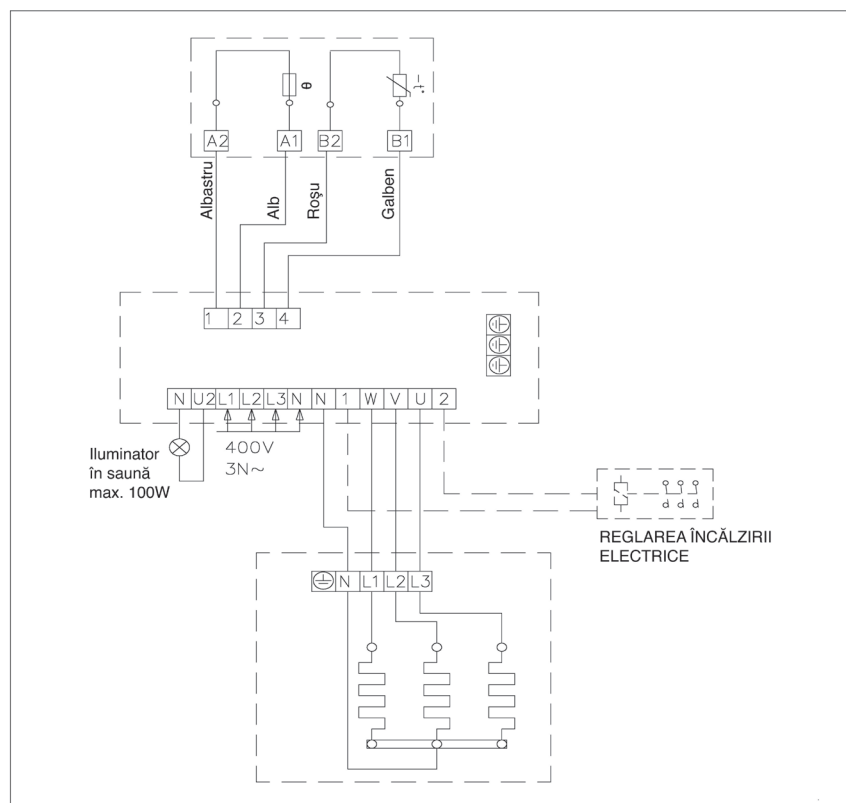 θ
-t°
A2 A1 B2 B1
Albastru
Alb
Roşu
Galben
1 2 3 4
N U2 L1 L2 L3 N N 1 W V U 2
400V
3N~
Iluminator
în saună
max. 100W
REGLAREA ÎNCĂLZIRII
ELECTRICE
N L1 L2 L3